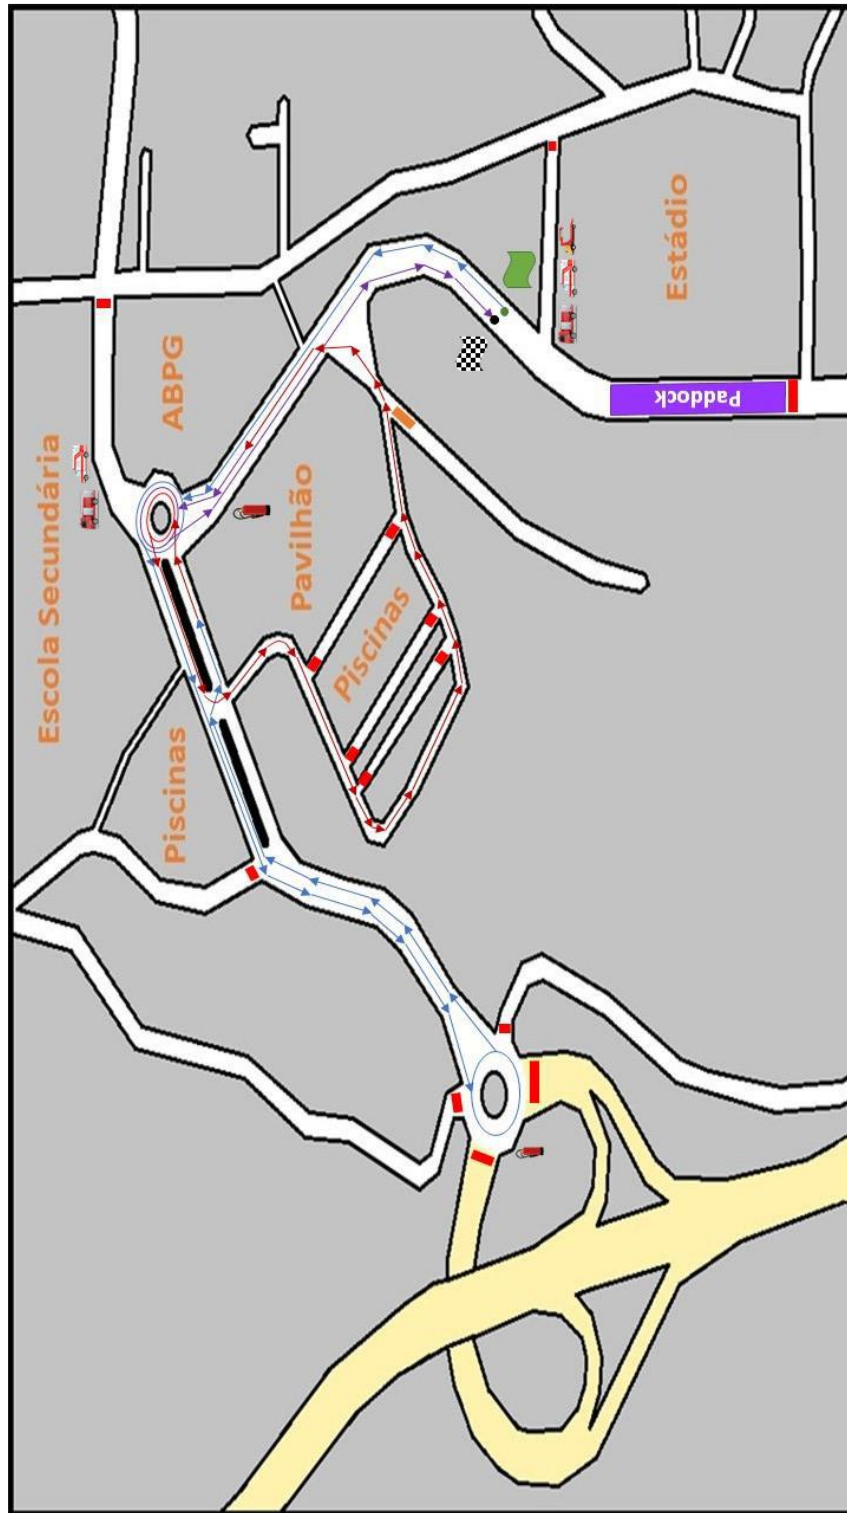 Estádio
ABPG
Paddock
Escola Secundária
Pavilhão
Piscinas
Piscinas